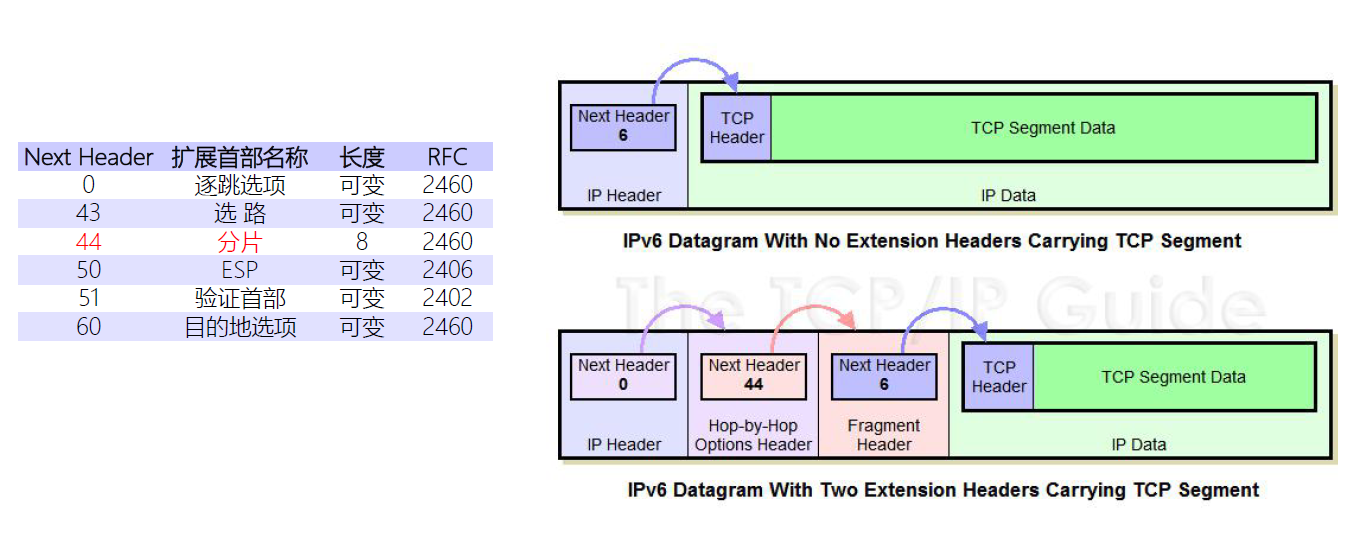 Next Header 扩展首部名称 长度 RFC
0 逐跳选项 可变 2460
43 选 路 可变 2460
44 分片 8 2460
50 ESP 可变 2406
51 验证首部 可变 2402
60 目的地选项 可变 2460
Next Header
6
IP Header
TCP
Header
TCP Segment Data
IP Data
IPv6 Datagram With No Extension Headers Carrying TCP Segment
The TCP/IP Guide
Next Header
0
IP Header
Next Header
44
Hop-by-Hop
Options Header
Next Header
6
Fragment
Header
TCP
Header
TCP Segment Data
IP Data
IPv6 Datagram With Two Extension Headers Carrying TCP Segment